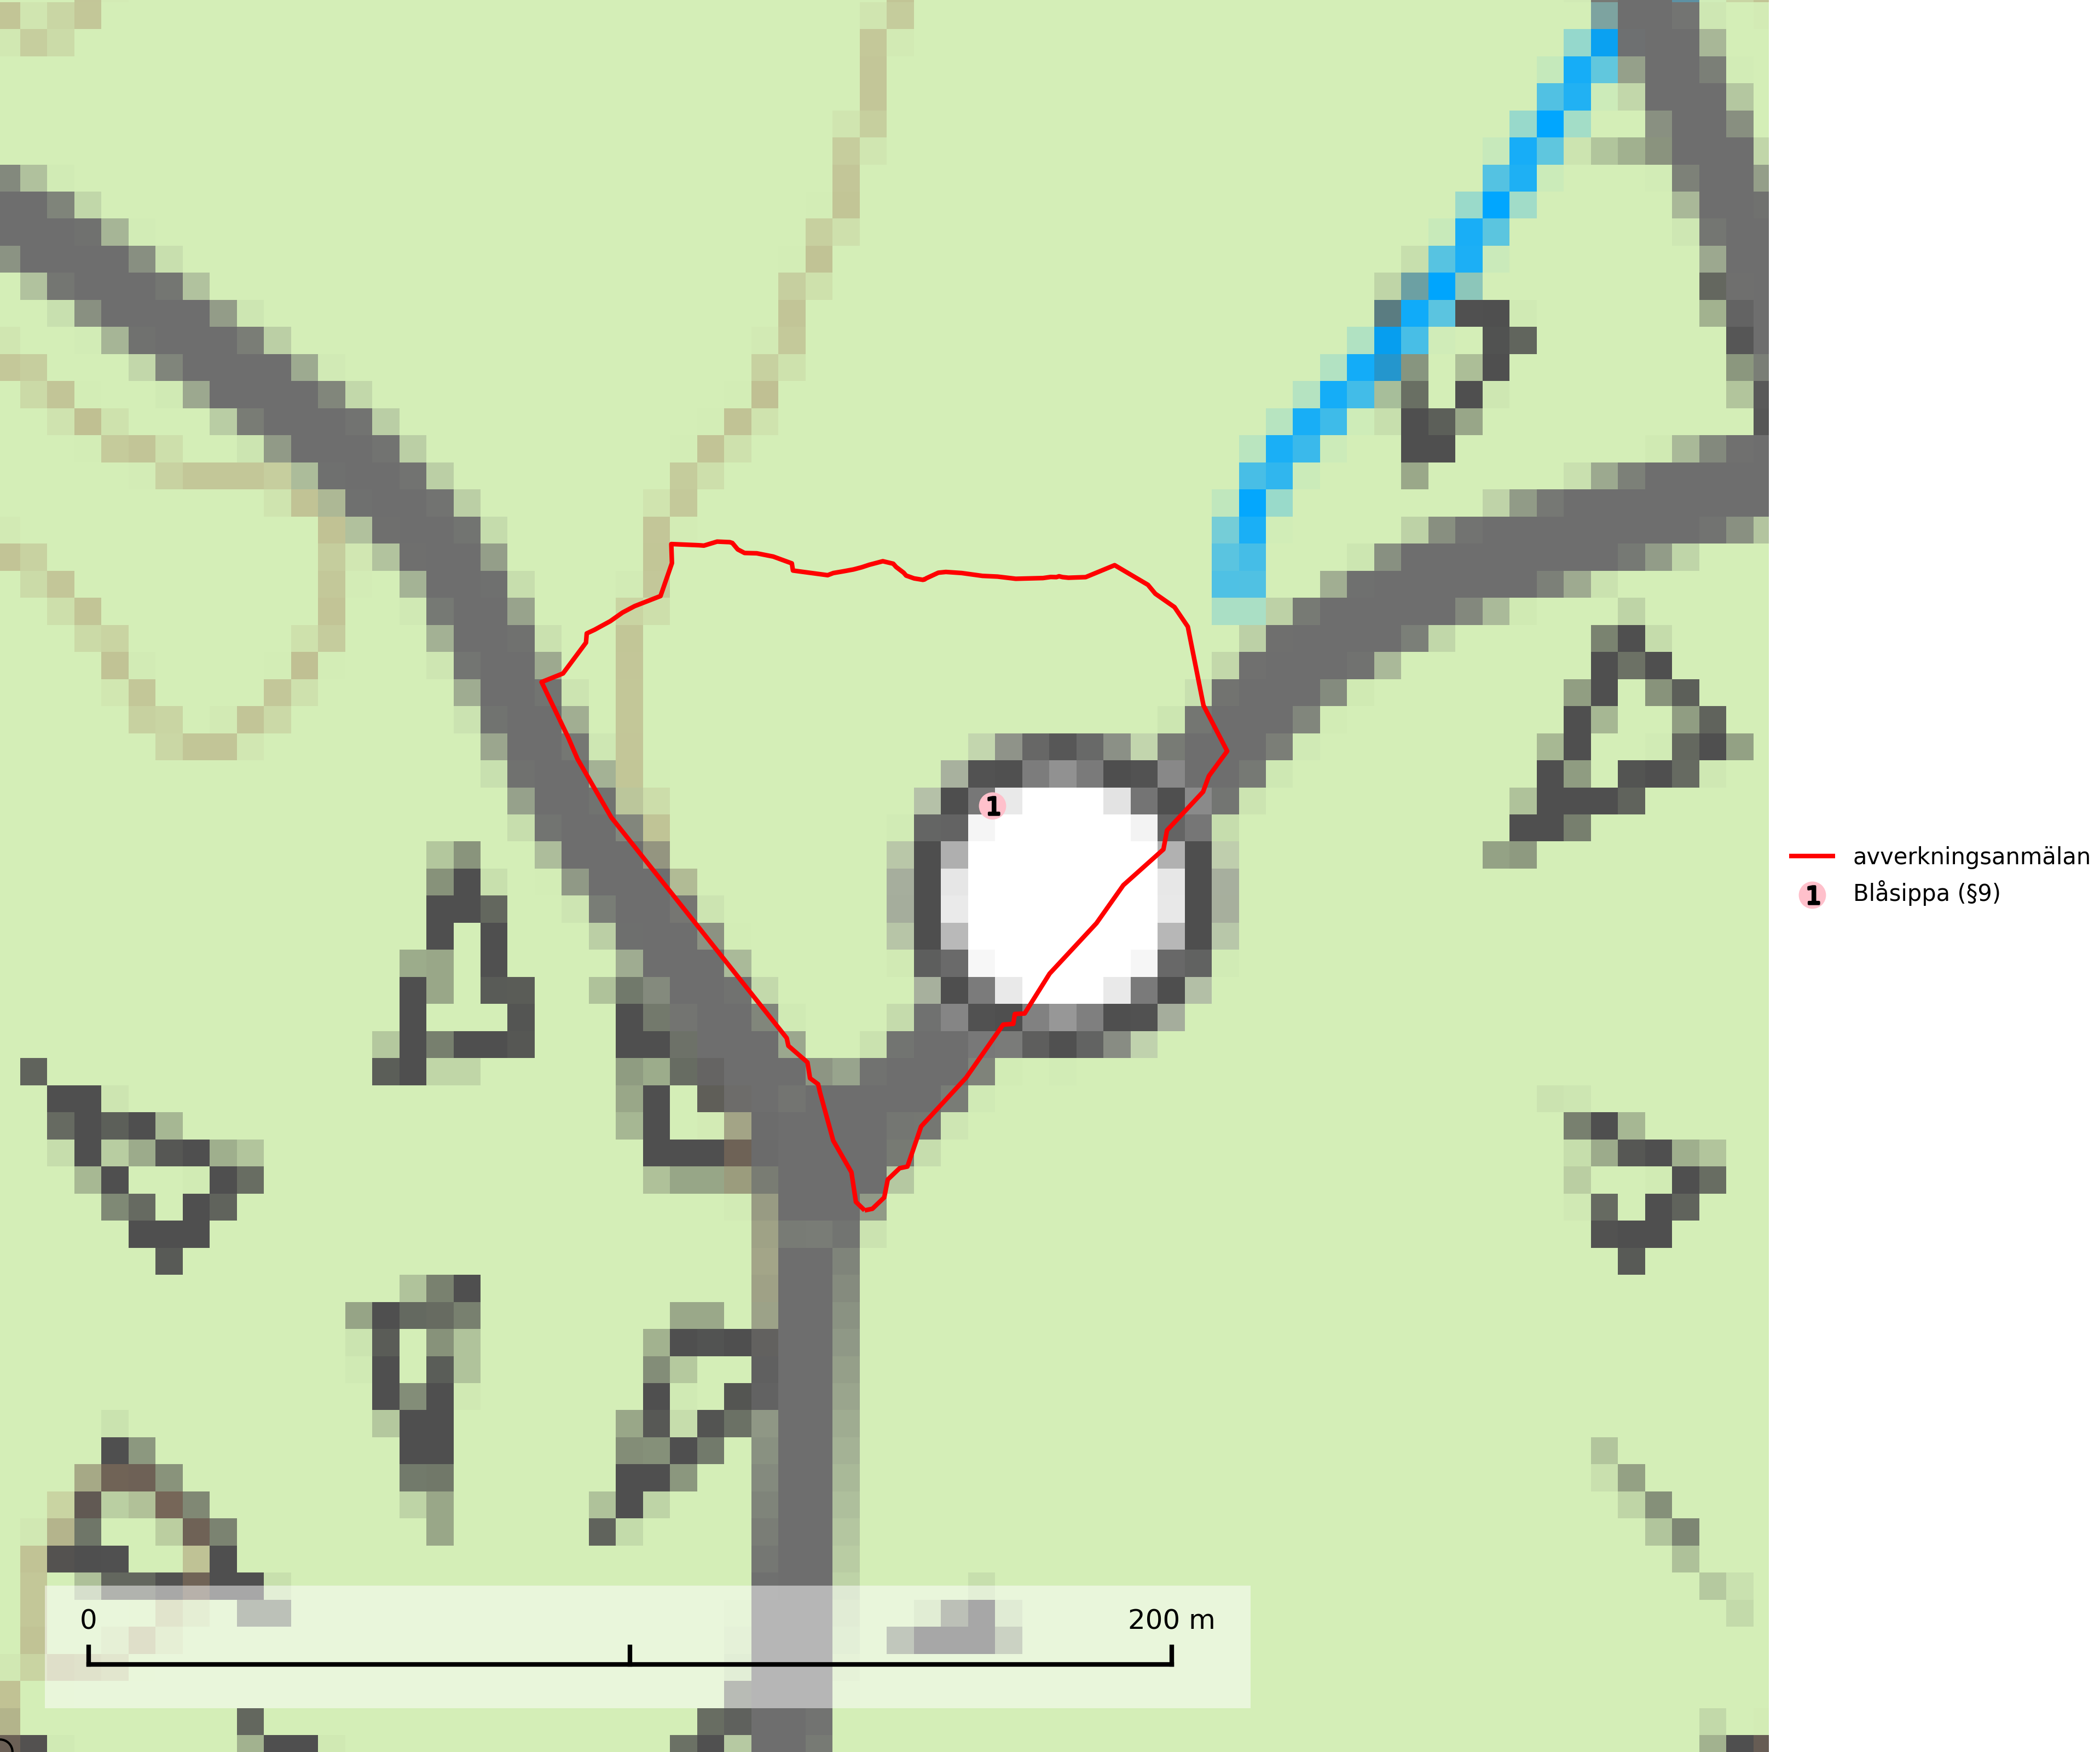 1
avverkningsanmälan
1 Blåsippa (§9)
0 200 m